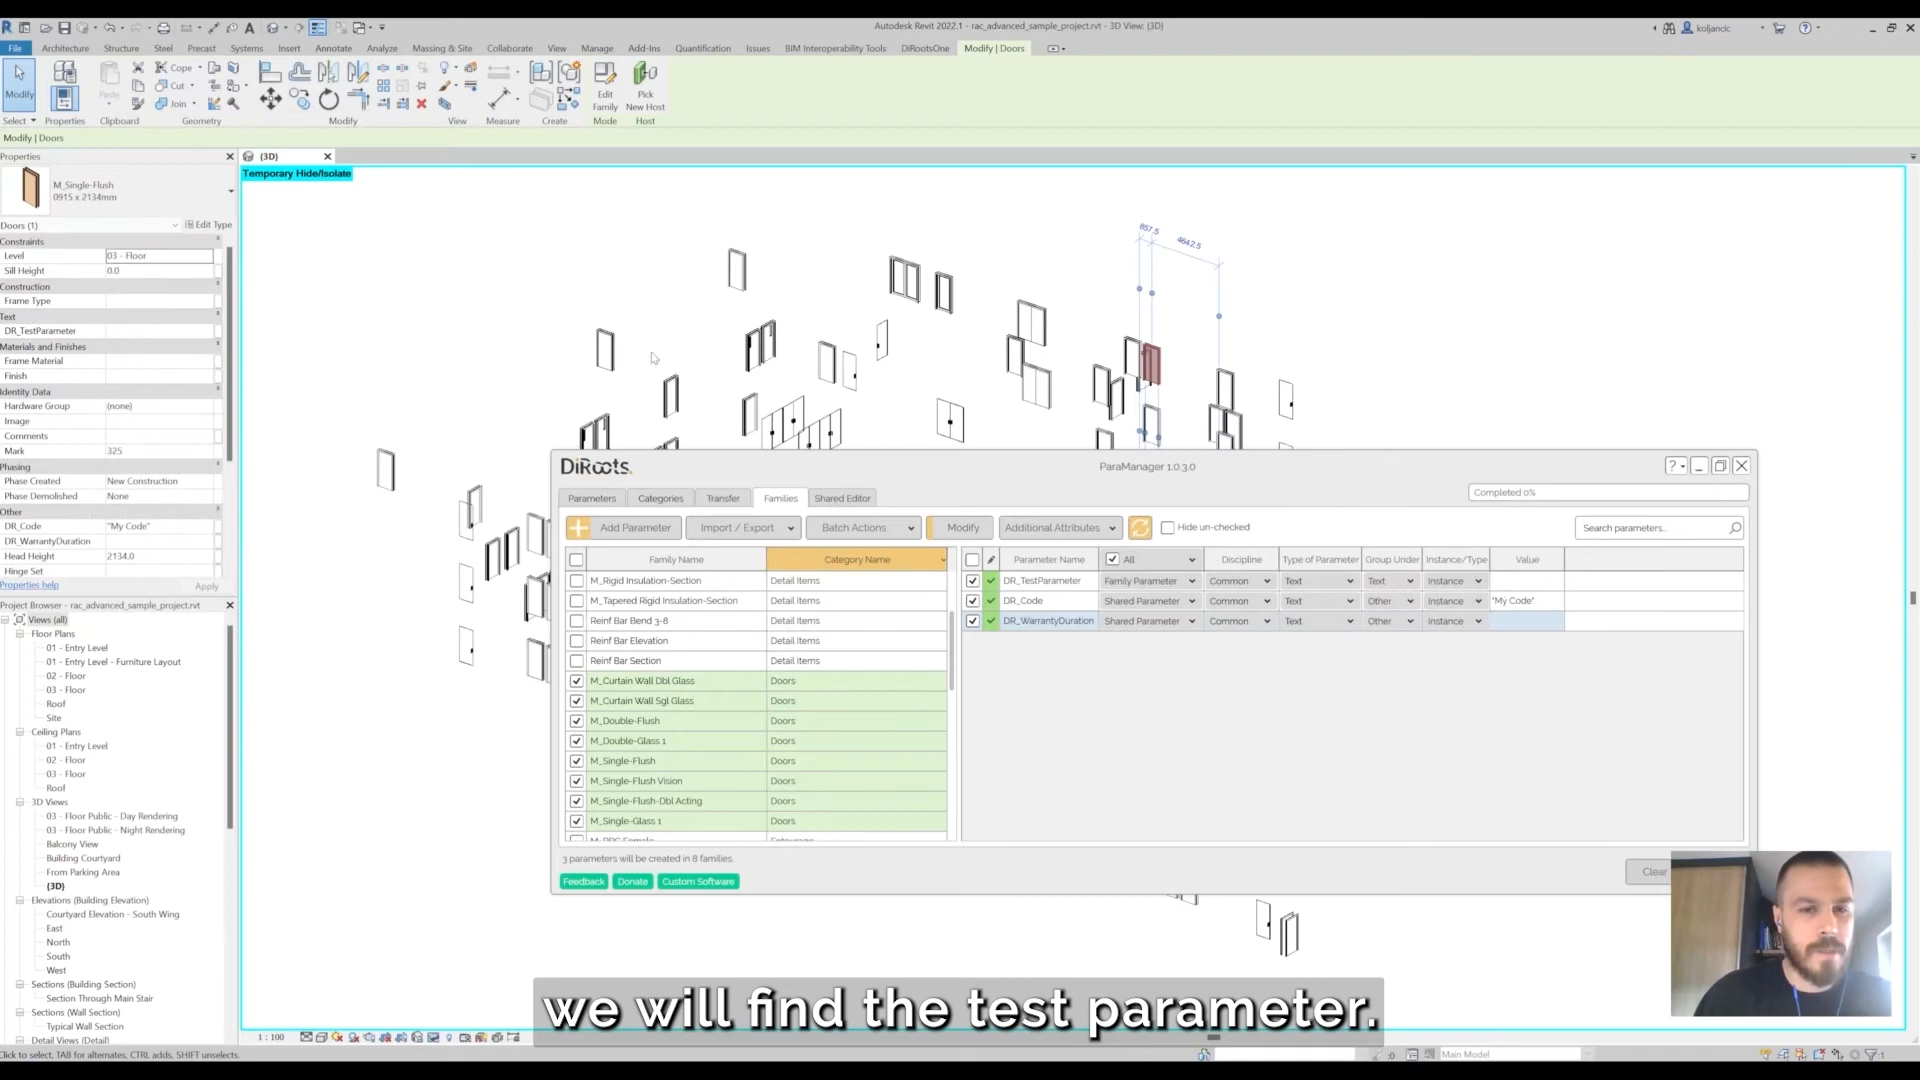 Autodesk Revit 2022.1 - rac_advanced_sample_project.rvt - 3D View: {3D}
koljancic
File Architecture Structure Steel Precast Systems Insert Annotate Analyze Massing & Site Collaborate View Manage Add-Ins Quantification Issues BIM Interoperability Tools DiRootsOne Modify | Doors
Modify Paste Cope Cut Join Edit Family Pick New Host
Select Properties Clipboard Geometry Modify View Measure Create Mode Host
Modify | Doors
Properties
M_Single-Flush
0915 x 2134mm
Doors (1) Edit Type
Constraints
Level 03 - Floor
Sill Height 0.0
Construction
Frame Type
Text
DR_TestParameter
Materials and Finishes
Frame Material
Finish
Identity Data
Hardware Group (none)
Image
Comments
Mark 325
Phasing
Phase Created New Construction
Phase Demolished None
Other
DR_Code "My Code"
DR_WarrantyDuration
Head Height 2134.0
Hinge Set
Properties help Apply
Project Browser - rac_advanced_sample_project.rvt
Views (all)
Floor Plans
01 - Entry Level
01 - Entry Level - Furniture Layout
02 - Floor
03 - Floor
Roof
Site
Ceiling Plans
01 - Entry Level
02 - Floor
03 - Floor
Roof
3D Views
03 - Floor Public - Day Rendering
03 - Floor Public - Night Rendering
Balcony View
Building Courtyard
From Parking Area
{3D}
Elevations (Building Elevation)
Courtyard Elevation - South Wing
East
North
South
West
Sections (Building Section)
Section Through Main Stair
Sections (Wall Section)
Typical Wall Section
Detail Views (Detail)
Click to select, TAB for alternates, CTRL adds, SHIFT unselects.
{3D}
Temporary Hide/Isolate
857.5
4642.5
DiRoots.
ParaManager 1.0.3.0
Parameters Categories Transfer Families Shared Editor
Completed 0%
Add Parameter Import / Export Batch Actions Modify Additional Attributes Hide un-checked Search parameters...
Family Name Category Name
M_Rigid Insulation-Section Detail Items
M_Tapered Rigid Insulation-Section Detail Items
Reinf Bar Bend 3-8 Detail Items
Reinf Bar Elevation Detail Items
Reinf Bar Section Detail Items
M_Curtain Wall Dbl Glass Doors
M_Curtain Wall Sgl Glass Doors
M_Double-Flush Doors
M_Double-Glass 1 Doors
M_Single-Flush Doors
M_Single-Flush Vision Doors
M_Single-Flush-Dbl Acting Doors
M_Single-Glass 1 Doors
Parameter Name All Discipline Type of Parameter Group Under Instance/Type Value
DR_TestParameter Family Parameter Common Text Text Instance
DR_Code Shared Parameter Common Text Other Instance "My Code"
DR_WarrantyDuration Shared Parameter Common Text Other Instance
3 parameters will be created in 8 families.
Feedback Donate Custom Software
Clear
we will find the test parameter.
1 : 100
:0 Main Model
:1